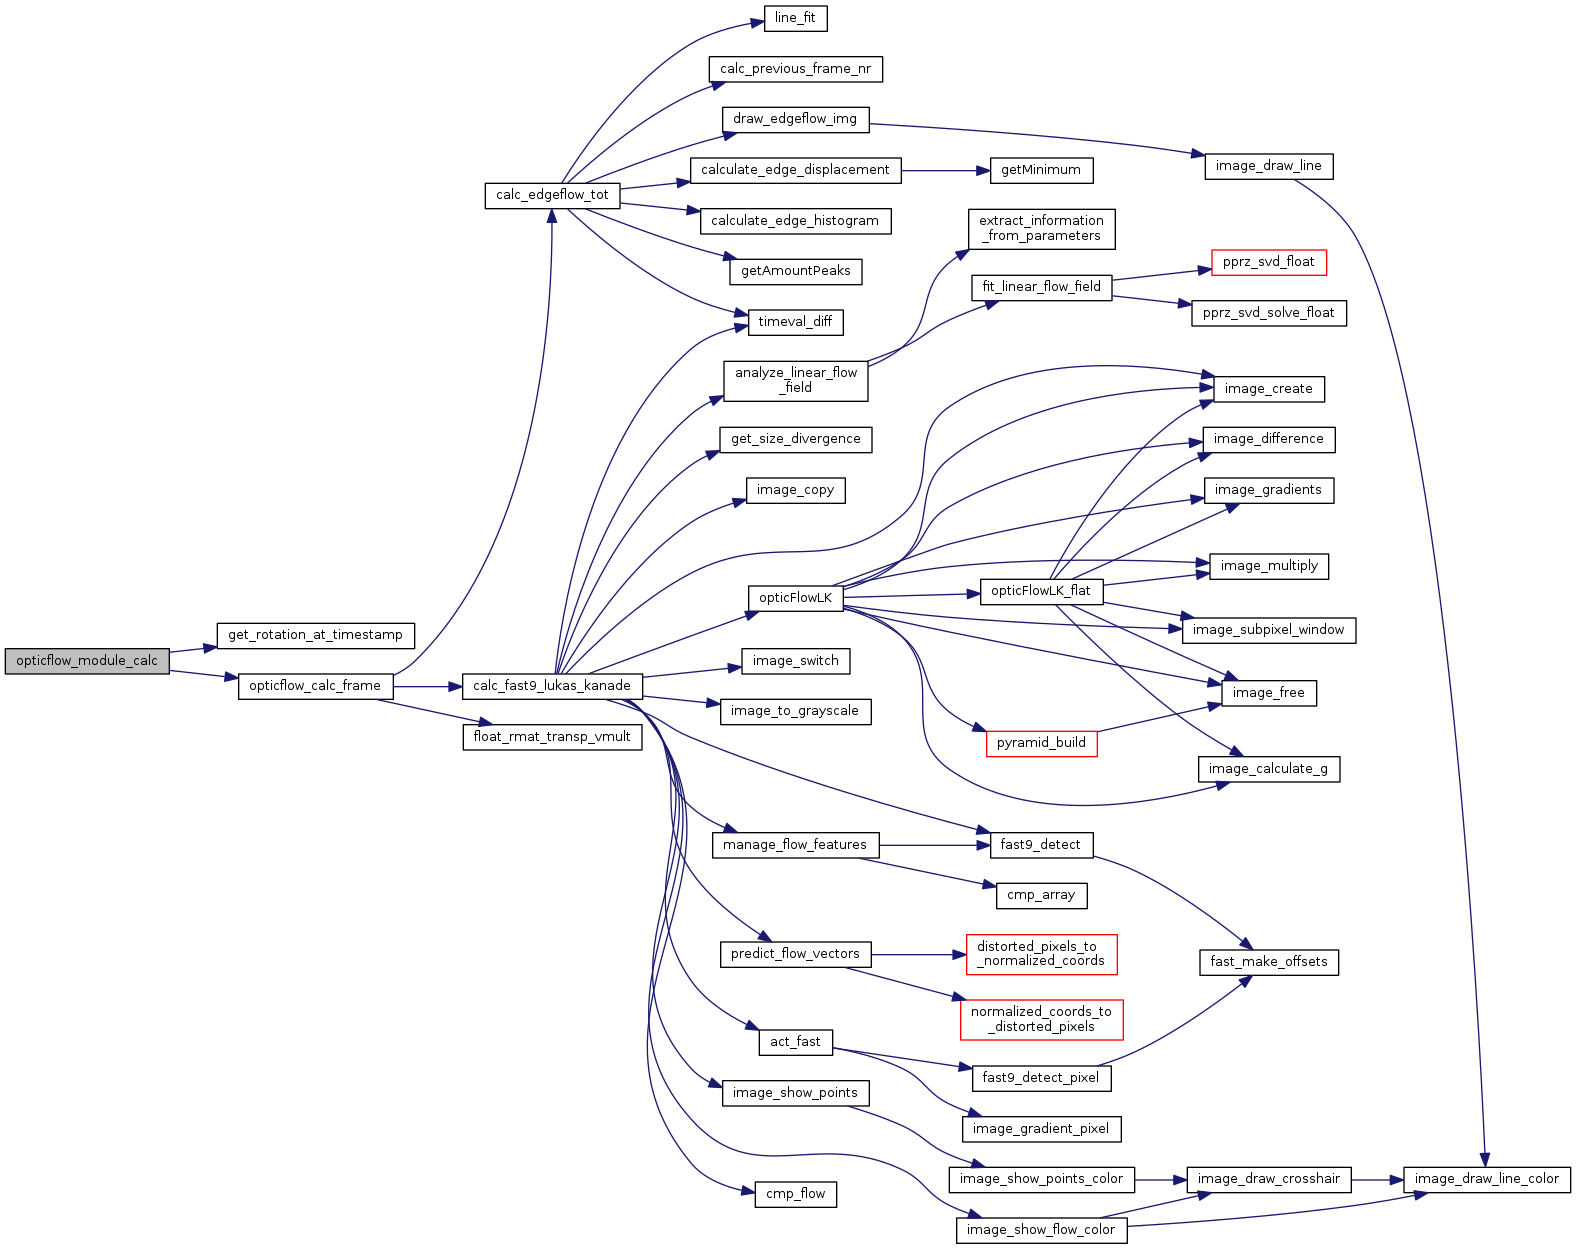 line_fit
calc_previous_frame_nr
draw_edgeflow_img
image_draw_line
calculate_edge_displacement
getMinimum
calc_edgeflow_tot
calculate_edge_histogram
extract_information
_from_parameters
getAmountPeaks
pprz_svd_float
fit_linear_flow_field
pprz_svd_solve_float
timeval_diff
analyze_linear_flow
_field
image_create
get_size_divergence
image_difference
image_copy
image_gradients
image_multiply
opticFlowLK
opticFlowLK_flat
image_subpixel_window
get_rotation_at_timestamp
opticflow_module_calc
image_switch
opticflow_calc_frame
calc_fast9_lukas_kanade
image_free
image_to_grayscale
float_rmat_transp_vmult
pyramid_build
image_calculate_g
manage_flow_features
fast9_detect
cmp_array
predict_flow_vectors
distorted_pixels_to
_normalized_coords
fast_make_offsets
normalized_coords_to
_distorted_pixels
act_fast
fast9_detect_pixel
image_show_points
image_gradient_pixel
image_show_points_color
image_draw_crosshair
image_draw_line_color
cmp_flow
image_show_flow_color